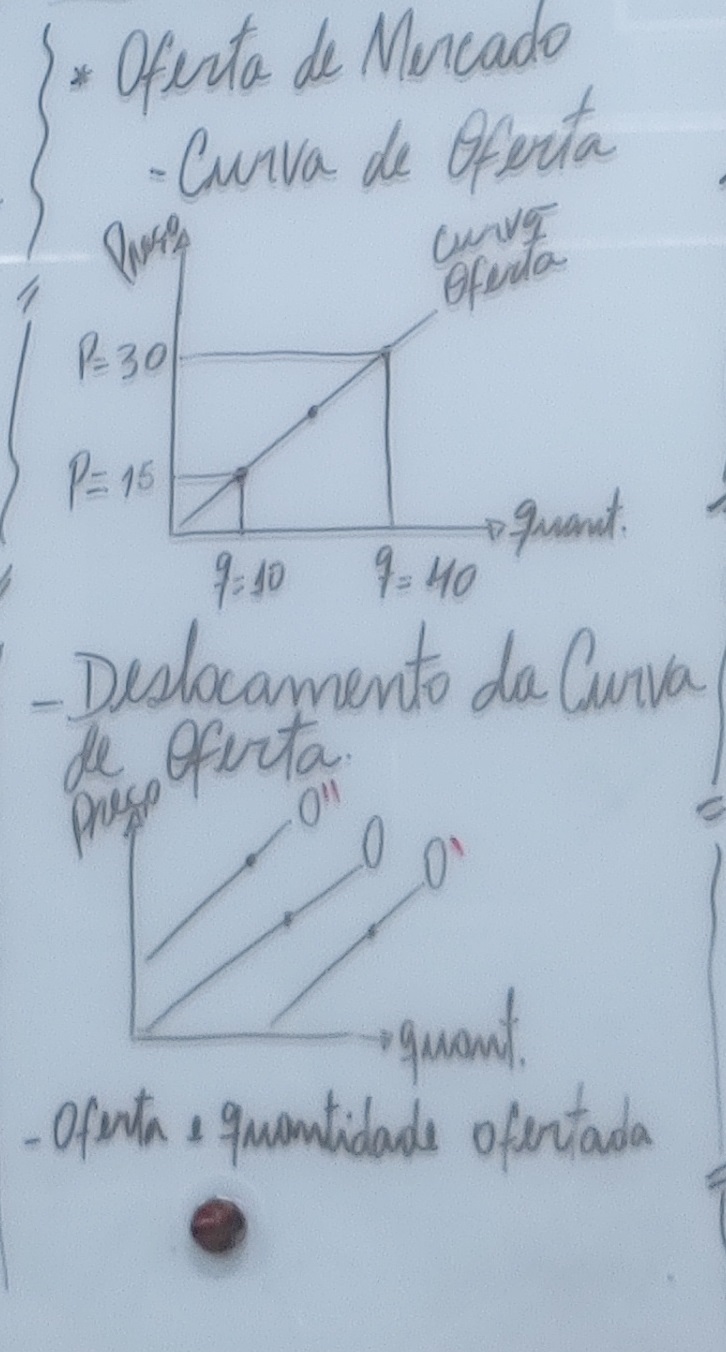 * Oferta de Mercado
- Curva de Oferta
Preço
Curva
Oferta
P= 30
P= 15
quant.
q=10
q= 40
- Deslocamento da Curva
de Oferta.
Preço
O"
O
O'
quant.
- Oferta e quantidade ofertada